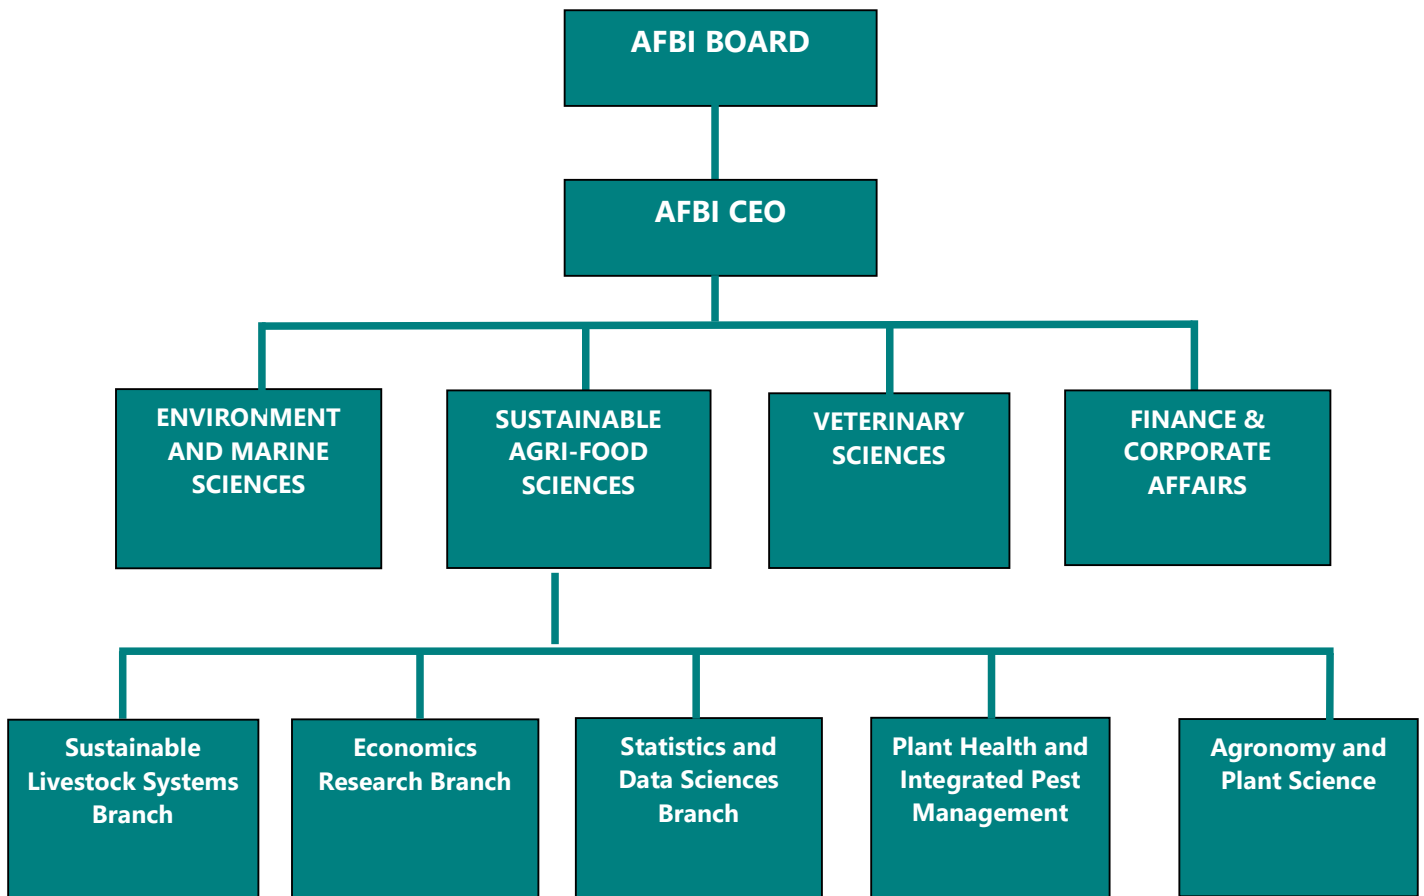 AFBI BOARD
AFBI CEO
ENVIRONMENT
AND MARINE
SCIENCES
SUSTAINABLE
AGRI-FOOD
SCIENCES
VETERINARY
SCIENCES
FINANCE &
CORPORATE
AFFAIRS
Sustainable
Livestock Systems
Branch
Economics
Research Branch
Statistics and
Data Sciences
Branch
Plant Health and
Integrated Pest
Management
Agronomy and
Plant Science